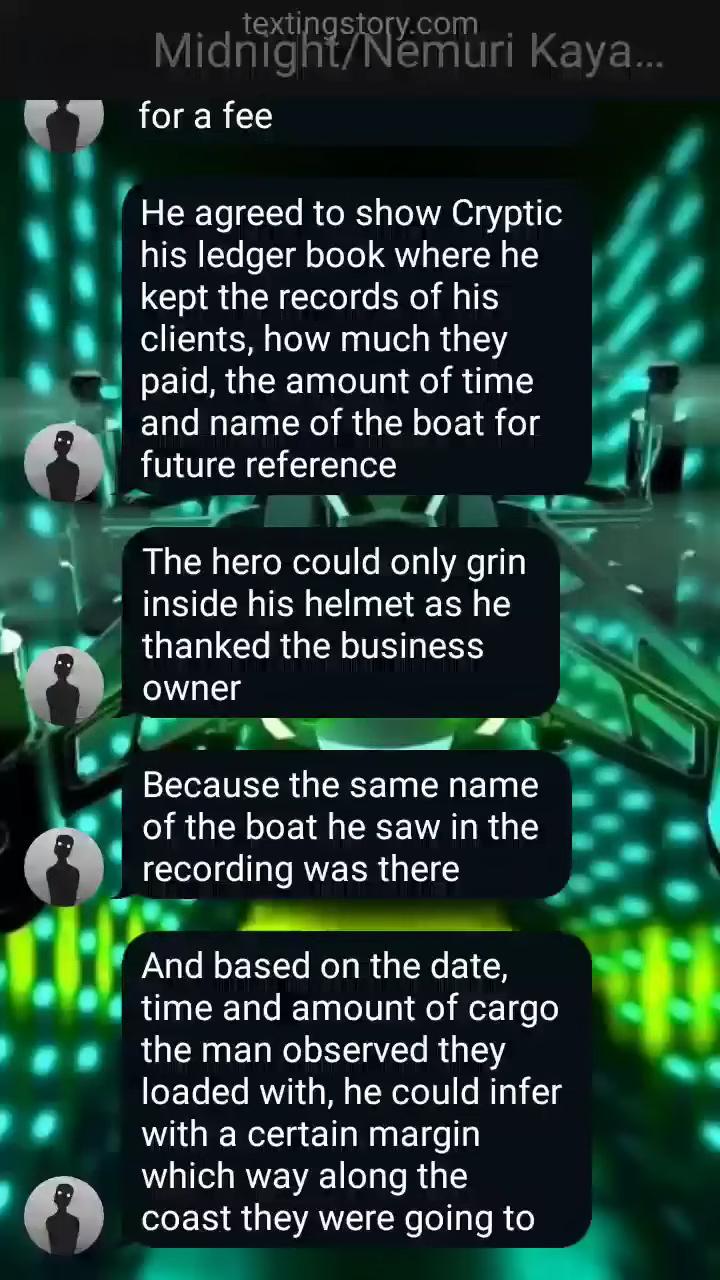 textingstory.com
Midnight/Nemuri Kaya...
for a fee
He agreed to show Cryptic
his ledger book where he
kept the records of his
clients, how much they
paid, the amount of time
and name of the boat for
future reference
The hero could only grin
inside his helmet as he
thanked the business
owner
Because the same name
of the boat he saw in the
recording was there
And based on the date,
time and amount of cargo
the man observed they
loaded with, he could infer
with a certain margin
which way along the
coast they were going to